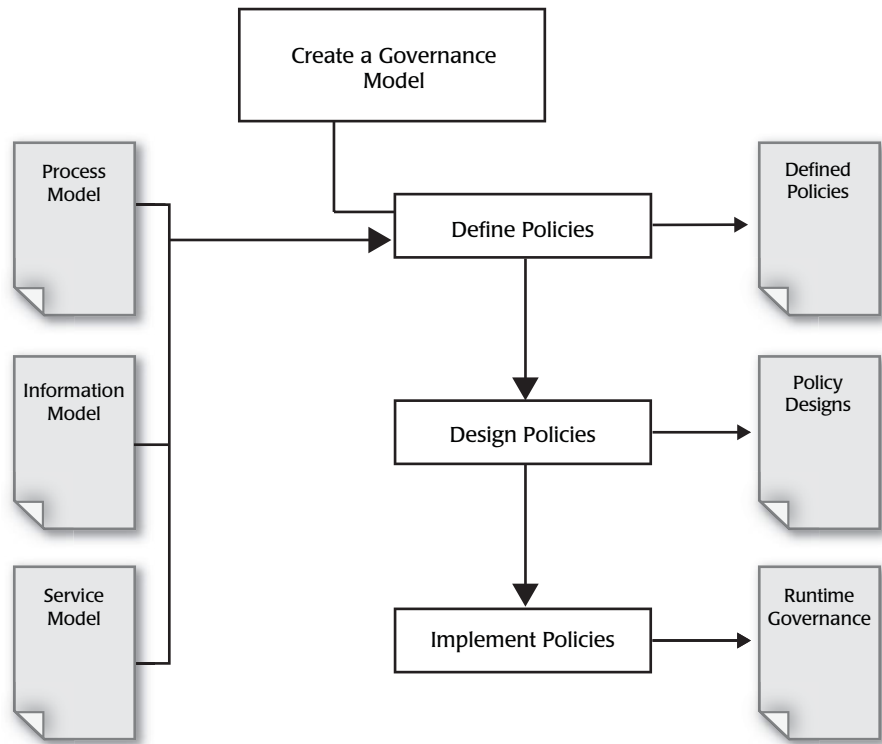 Create a Governance
Model
Process
Model
Defined
Policies
Define Policies
Information
Model
Policy
Designs
Design Policies
Service
Model
Runtime
Governance
Implement Policies